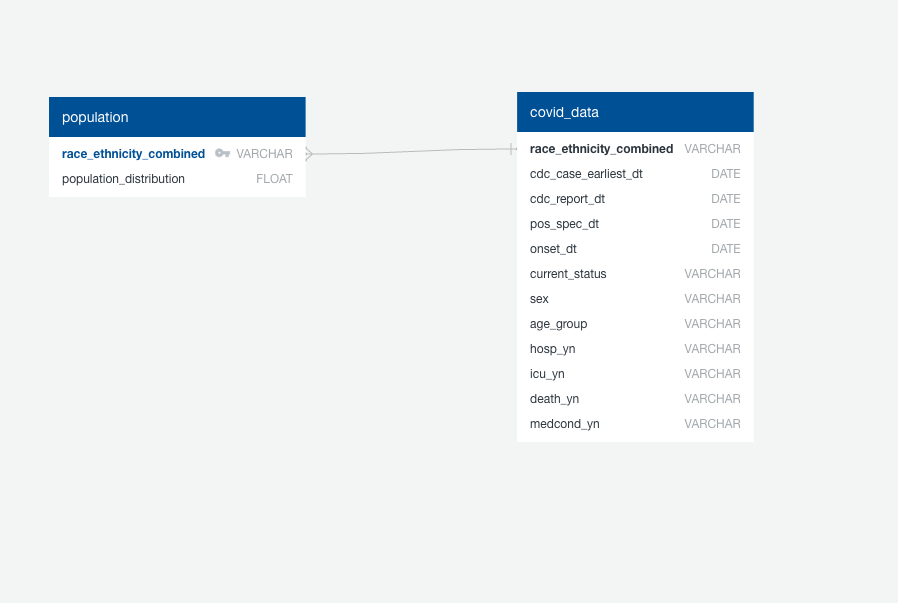 population
race_ethnicity_combined VARCHAR
population_distribution FLOAT
covid_data
race_ethnicity_combined VARCHAR
cdc_case_earliest_dt DATE
cdc_report_dt DATE
pos_spec_dt DATE
onset_dt DATE
current_status VARCHAR
sex VARCHAR
age_group VARCHAR
hosp_yn VARCHAR
icu_yn VARCHAR
death_yn VARCHAR
medcond_yn VARCHAR